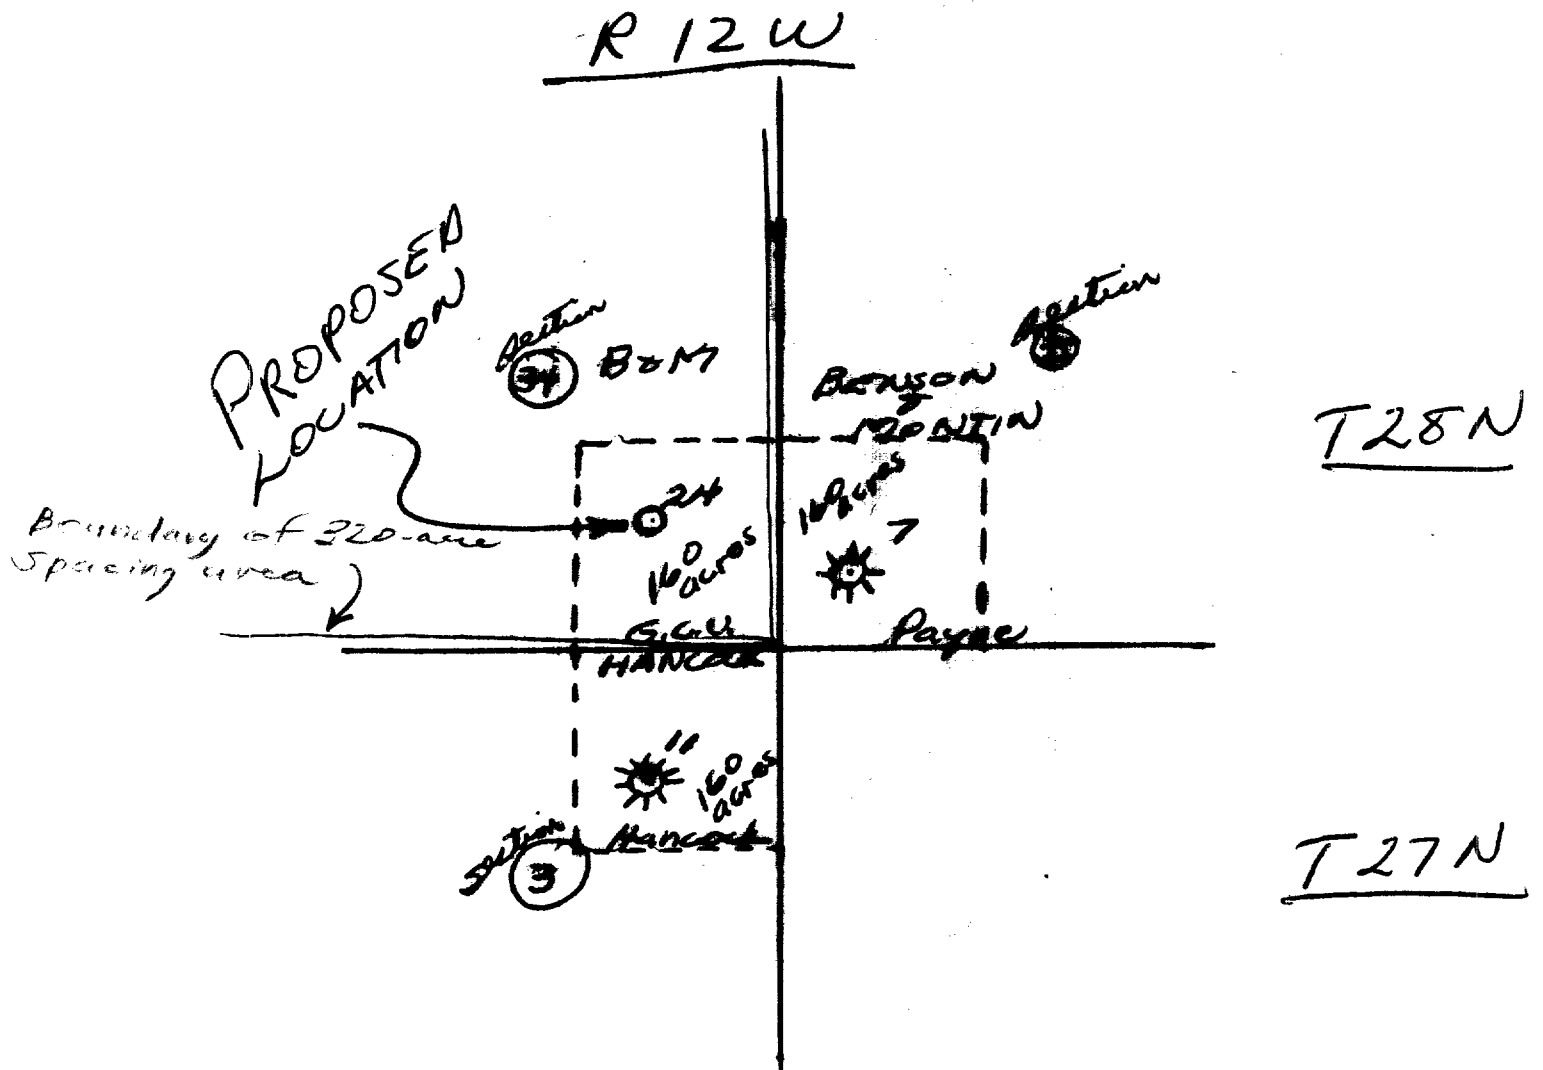 R 12 W
PROPOSED
LOCATION
Section
34
B & M
Section
BENSON
&
MONTIN
T28N
Boundary of 320-acre
Spacing area
24
160
acres
160
acres
7
G.C.U.
HANCOCK
Payne
11
160
acres
Hancock
Section
3
T27N